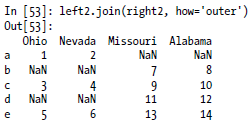 In [53]: left2.join(right2, how='outer')
Out[53]:
Ohio Nevada Missouri Alabama
a 1 2 NaN NaN
b NaN NaN 7 8
c 3 4 9 10
d NaN NaN 11 12
e 5 6 13 14